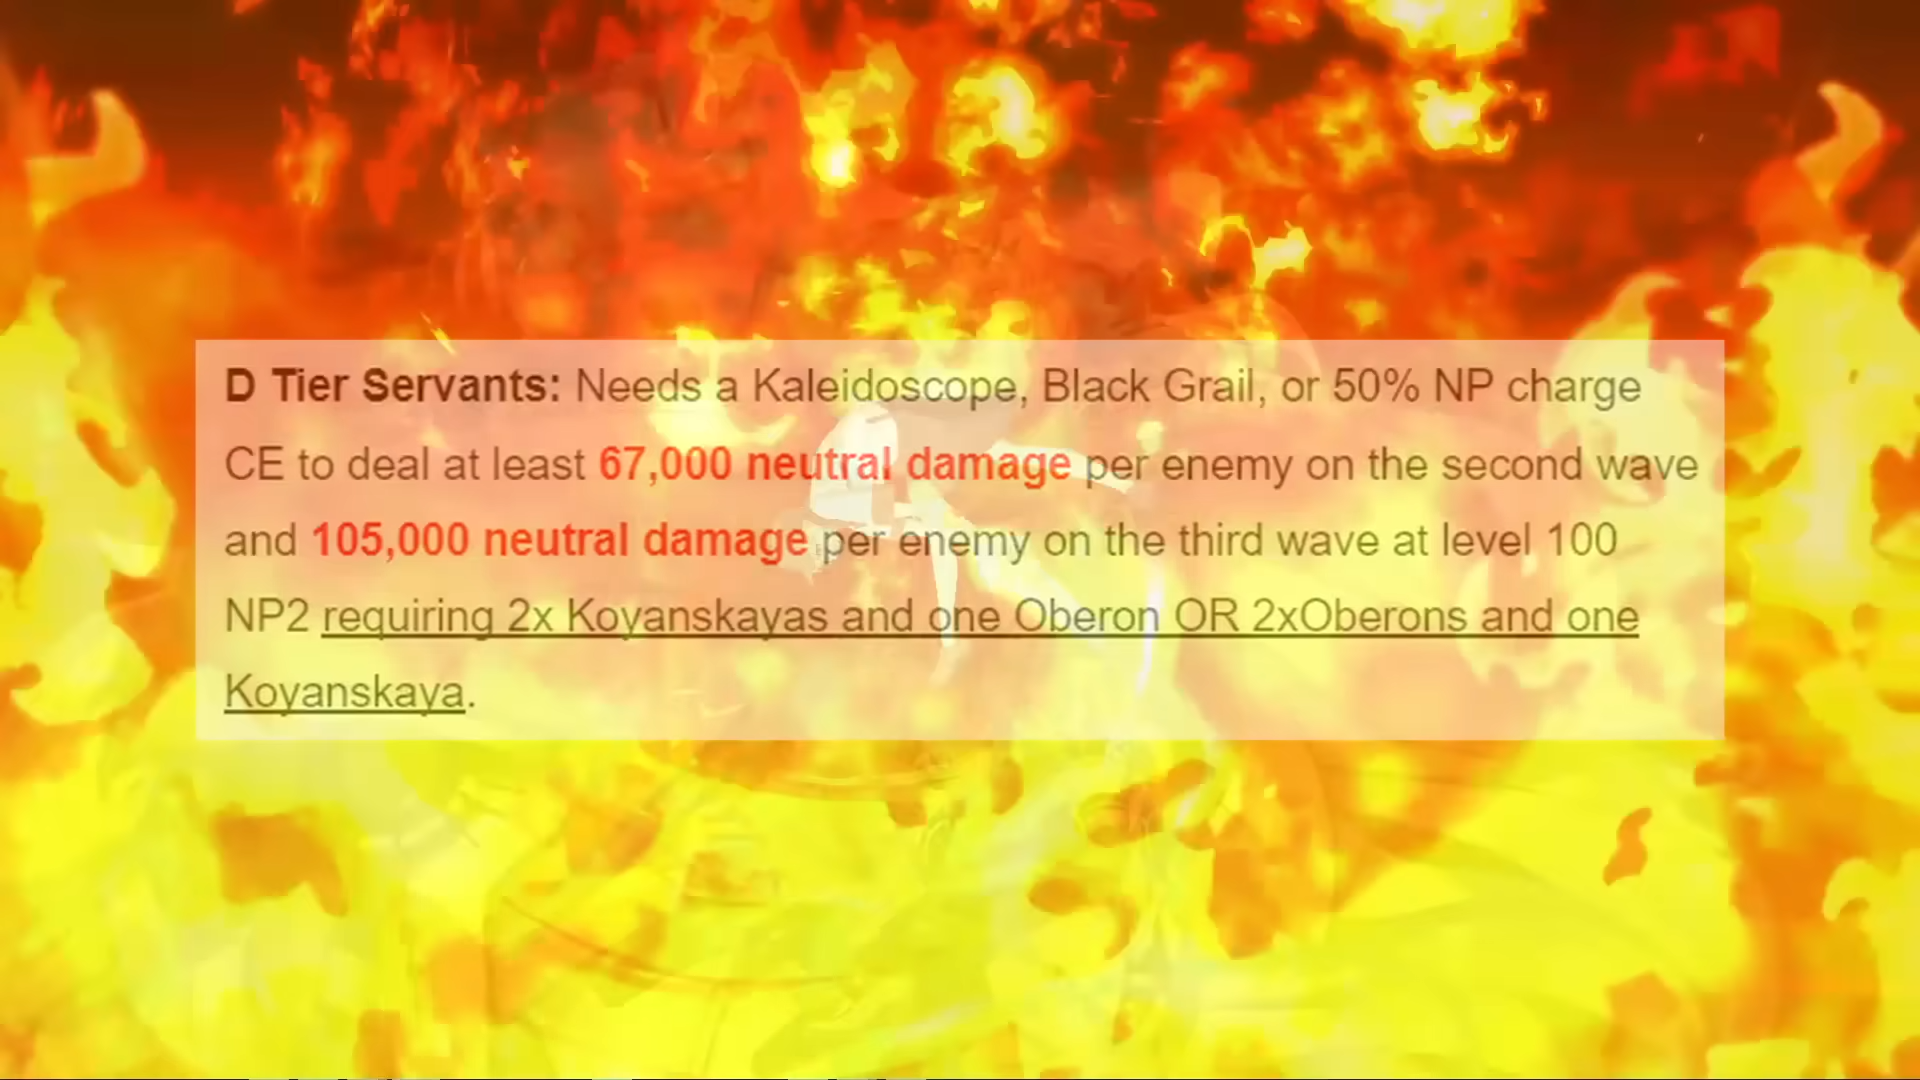 D Tier Servants: Needs a Kaleidoscope, Black Grail, or 50% NP charge
CE to deal at least 67,000 neutral damage per enemy on the second wave
and 105,000 neutral damage per enemy on the third wave at level 100
NP2 requiring 2x Koyanskayas and one Oberon OR 2xOberons and one
Koyanskaya.